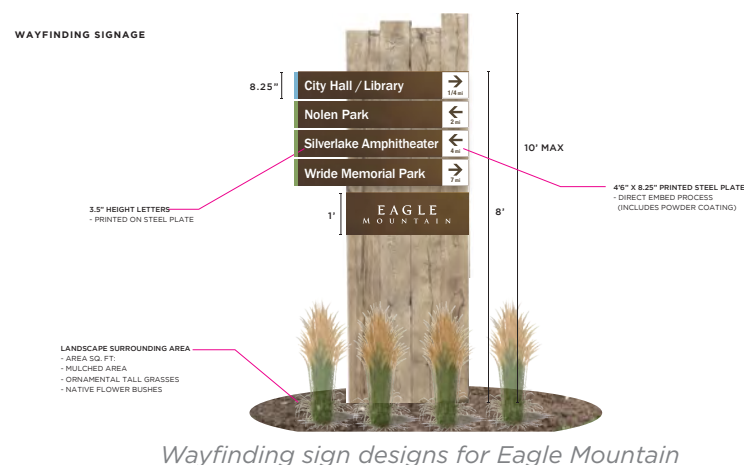 WAYFINDING SIGNAGE
8.25"
City Hall / Library
1/4 mi
Nolen Park
2 mi
Silverlake Amphitheater
4 mi
Wride Memorial Park
7 mi
10' MAX
4'6" X 8.25" PRINTED STEEL PLATE
- DIRECT EMBED PROCESS
(INCLUDES POWDER COATING)
3.5" HEIGHT LETTERS
- PRINTED ON STEEL PLATE
1'
EAGLE
MOUNTAIN
8'
LANDSCAPE SURROUNDING AREA
- AREA SQ. FT:
- MULCHED AREA
- ORNAMENTAL TALL GRASSES
- NATIVE FLOWER BUSHES
Wayfinding sign designs for Eagle Mountain